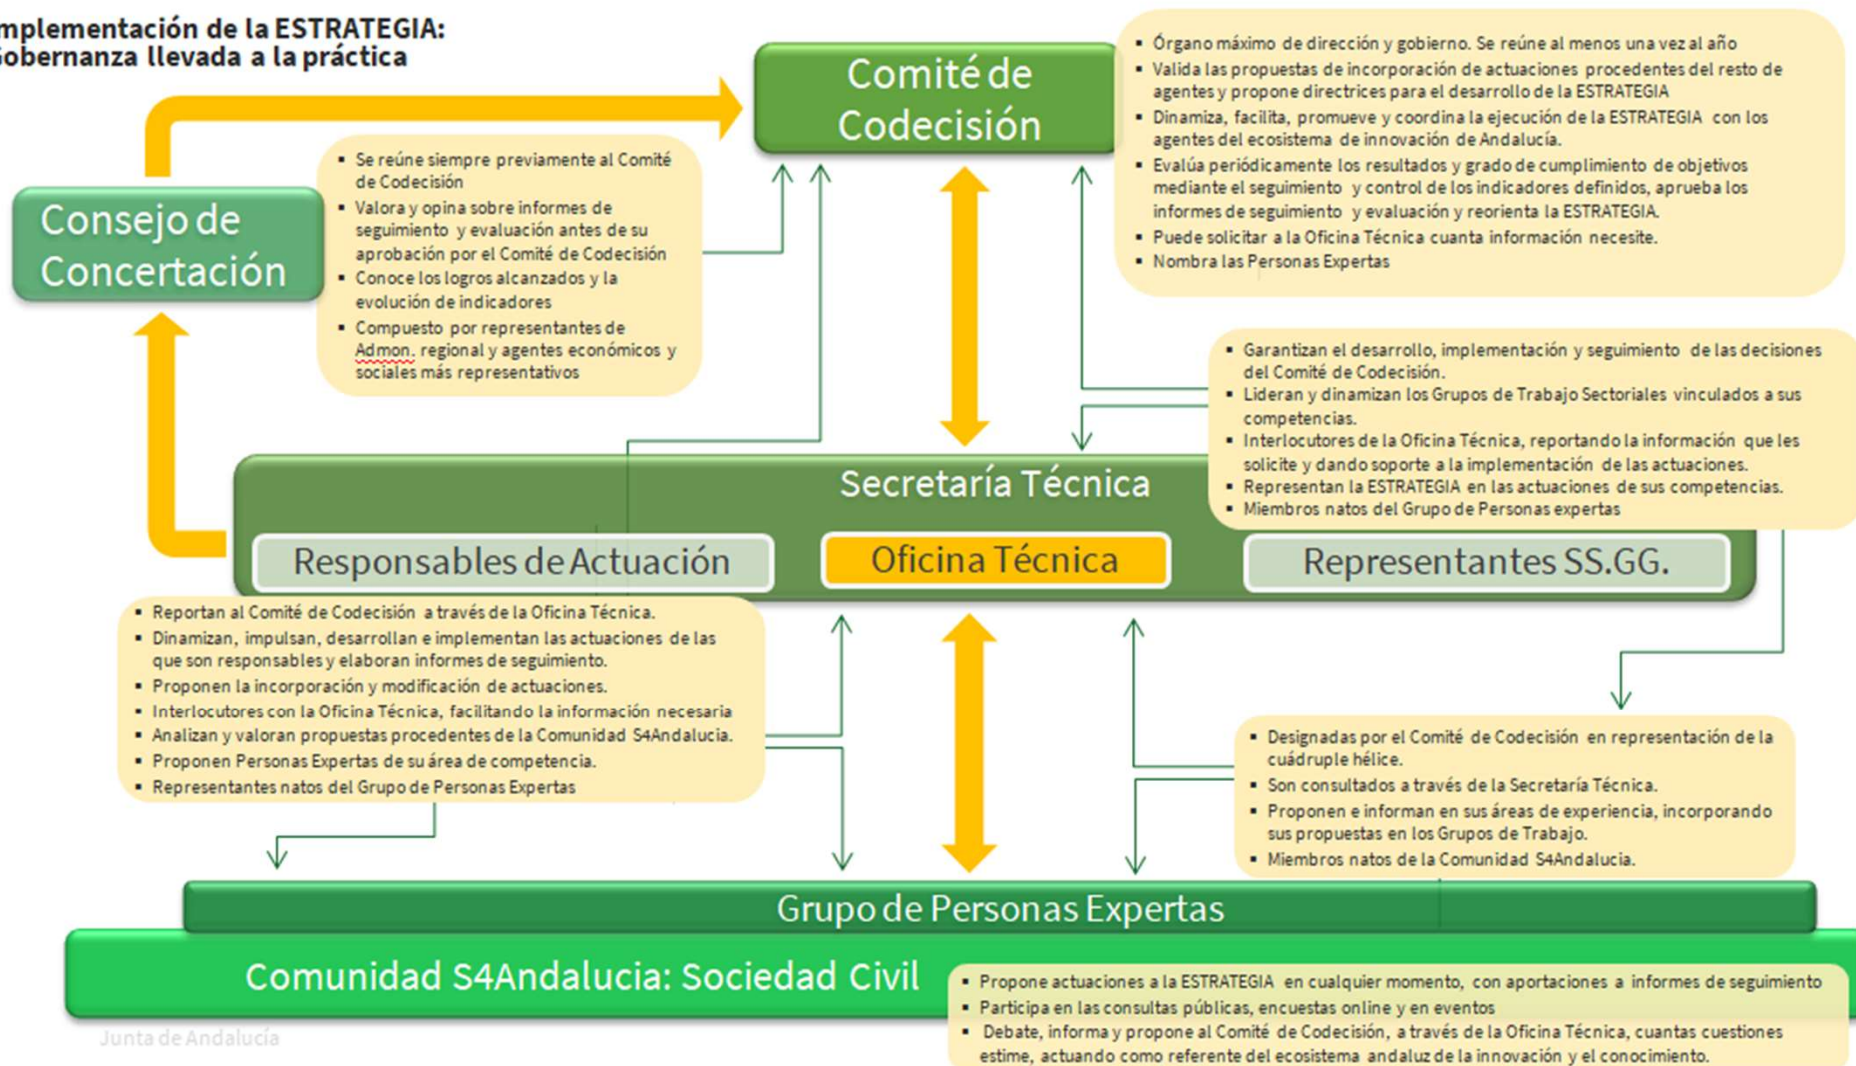 mplementación de la ESTRATEGIA:
Gobernanza llevada a la práctica
Comité de
Codecisión
▪ Órgano máximo de dirección y gobierno. Se reúne al menos una vez al año
▪ Valida las propuestas de incorporación de actuaciones procedentes del resto de
agentes y propone directrices para el desarrollo de la ESTRATEGIA
▪ Dinamiza, facilita, promueve y coordina la ejecución de la ESTRATEGIA con los
agentes del ecosistema de innovación de Andalucía.
▪ Evalúa periódicamente los resultados y grado de cumplimiento de objetivos
mediante el seguimiento y control de los indicadores definidos, aprueba los
informes de seguimiento y evaluación y reorienta la ESTRATEGIA.
▪ Puede solicitar a la Oficina Técnica cuanta información necesite.
▪ Nombra las Personas Expertas
Consejo de
Concertación
▪ Se reúne siempre previamente al Comité
de Codecisión
▪ Valora y opina sobre informes de
seguimiento y evaluación antes de su
aprobación por el Comité de Codecisión
▪ Conoce los logros alcanzados y la
evolución de indicadores
▪ Compuesto por representantes de
Admon. regional y agentes económicos y
sociales más representativos
▪ Garantizan el desarrollo, implementación y seguimiento de las decisiones
del Comité de Codecisión.
▪ Lideran y dinamizan los Grupos de Trabajo Sectoriales vinculados a sus
competencias.
▪ Interlocutores de la Oficina Técnica, reportando la información que les
solicite y dando soporte a la implementación de las actuaciones.
▪ Representan la ESTRATEGIA en las actuaciones de sus competencias.
▪ Miembros natos del Grupo de Personas expertas
Secretaría Técnica
Responsables de Actuación
Oficina Técnica
Representantes SS.GG.
▪ Reportan al Comité de Codecisión a través de la Oficina Técnica.
▪ Dinamizan, impulsan, desarrollan e implementan las actuaciones de las
que son responsables y elaboran informes de seguimiento.
▪ Proponen la incorporación y modificación de actuaciones.
▪ Interlocutores con la Oficina Técnica, facilitando la información necesaria
▪ Analizan y valoran propuestas procedentes de la Comunidad S4Andalucia.
▪ Proponen Personas Expertas de su área de competencia.
▪ Representantes natos del Grupo de Personas Expertas
▪ Designadas por el Comité de Codecisión en representación de la
cuádruple hélice.
▪ Son consultados a través de la Secretaría Técnica.
▪ Proponen e informan en sus áreas de experiencia, incorporando
sus propuestas en los Grupos de Trabajo.
▪ Miembros natos de la Comunidad S4Andalucia.
Grupo de Personas Expertas
Comunidad S4Andalucia: Sociedad Civil
▪ Propone actuaciones a la ESTRATEGIA en cualquier momento, con aportaciones a informes de seguimiento
▪ Participa en las consultas públicas, encuestas online y en eventos
▪ Debate, informa y propone al Comité de Codecisión, a través de la Oficina Técnica, cuantas cuestiones
estime, actuando como referente del ecosistema andaluz de la innovación y el conocimiento.
Junta de Andalucía